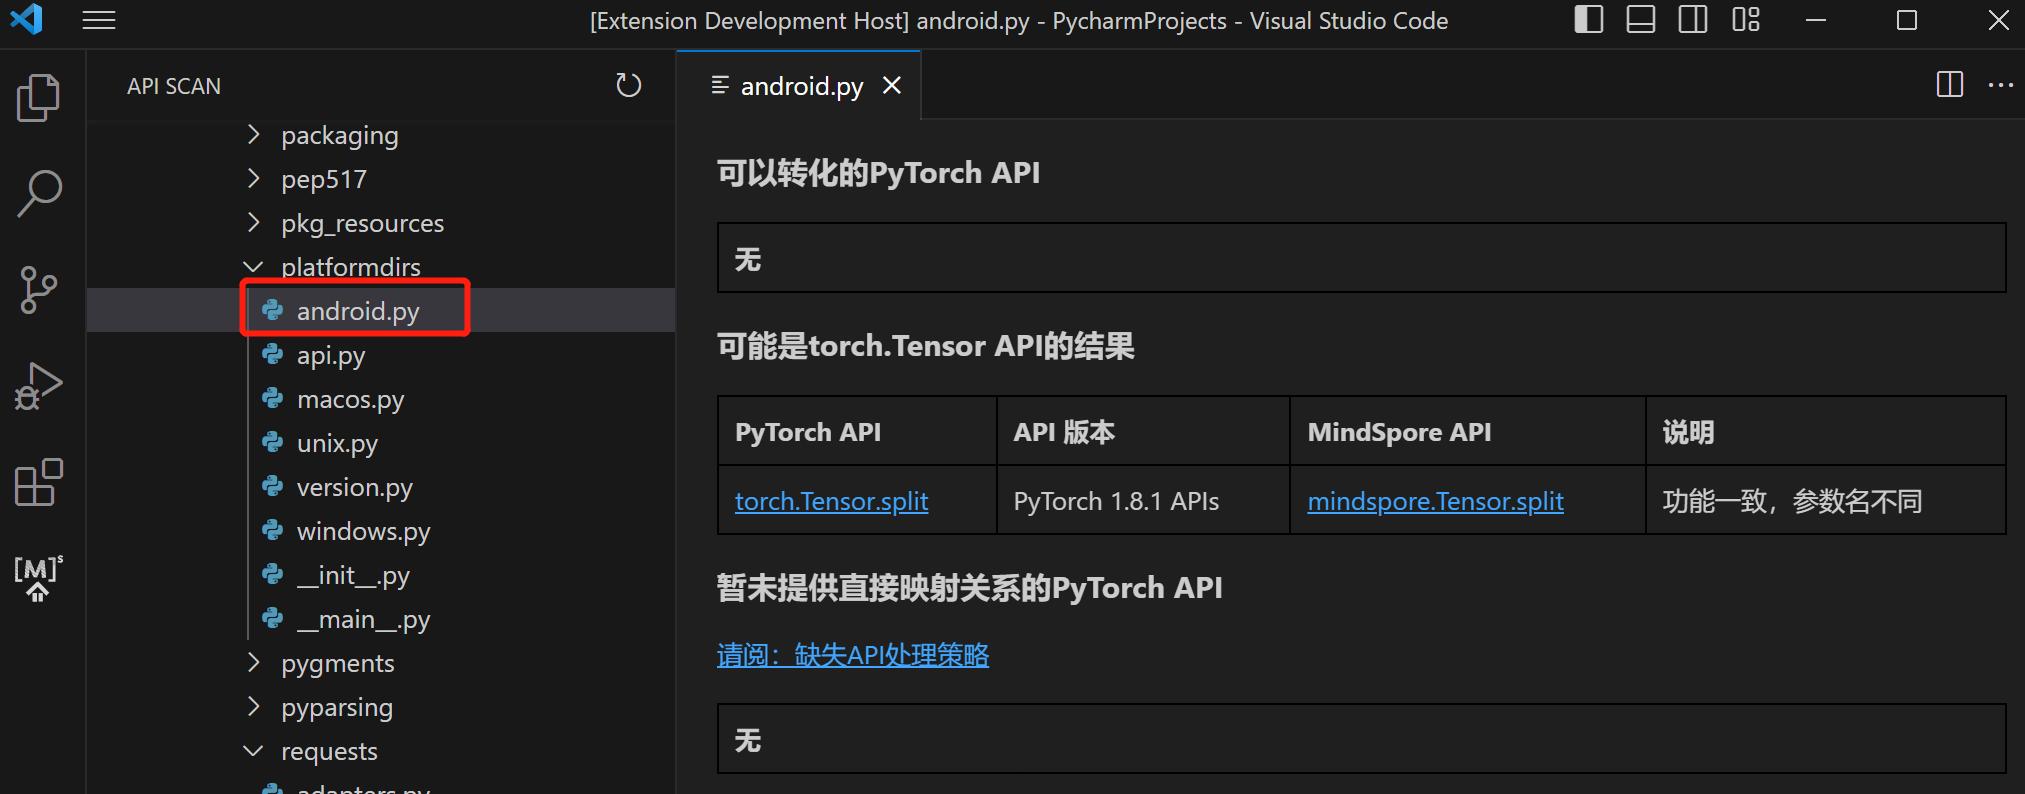 [Extension Development Host] android.py - PycharmProjects - Visual Studio Code
API SCAN
packaging
pep517
pkg_resources
platformdirs
android.py
api.py
macos.py
unix.py
version.py
windows.py
__init__.py
__main__.py
pygments
pyparsing
requests
adapters.py
[M]s
android.py
可以转化的PyTorch API
无
可能是torch.Tensor API的结果
PyTorch API API 版本 MindSpore API 说明
torch.Tensor.split PyTorch 1.8.1 APIs mindspore.Tensor.split 功能一致，参数名不同
暂未提供直接映射关系的PyTorch API
请阅：缺失API处理策略
无